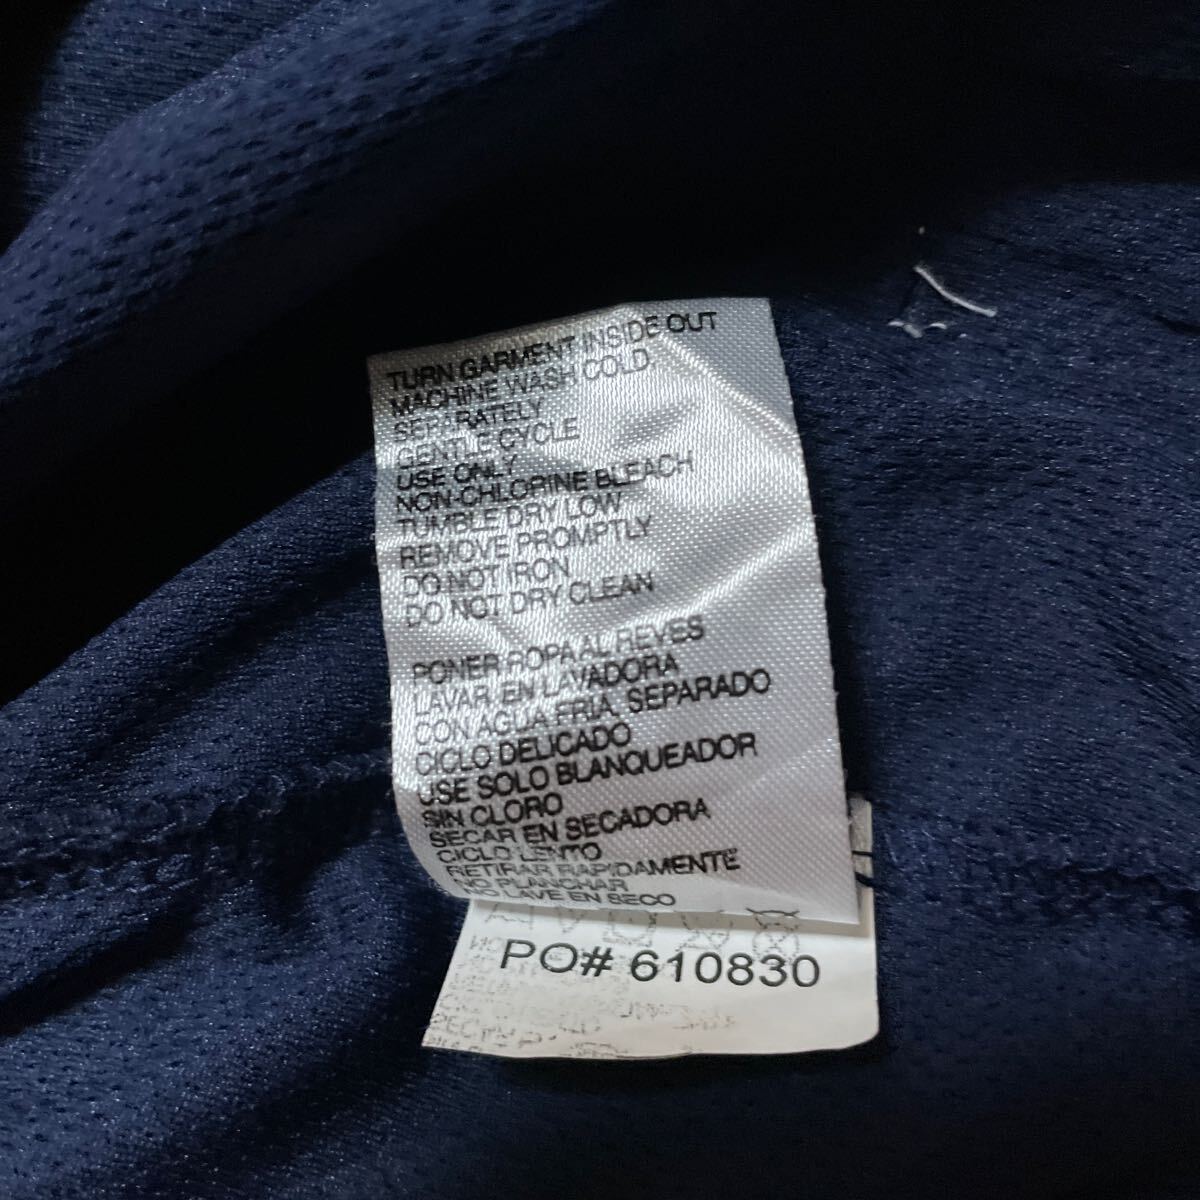 TURN GARMENT INSIDE OUT
MACHINE WASH COLD
SEPARATELY
GENTLE CYCLE
USE ONLY
NON-CHLORINE BLEACH
TUMBLE DRY LOW
REMOVE PROMPTLY
DO NOT IRON
DO NOT DRY CLEAN
PONER ROPA AL REVES
LAVAR EN LAVADORA
CON AGUA FRIA, SEPARADO
CICLO DELICADO
USE SOLO BLANQUEADOR
SIN CLORO
SECAR EN SECADORA
CICLO LENTO
RETIRAR RAPIDAMENTE
NO PLANCHAR
NO LAVE EN SECO
PO# 610830